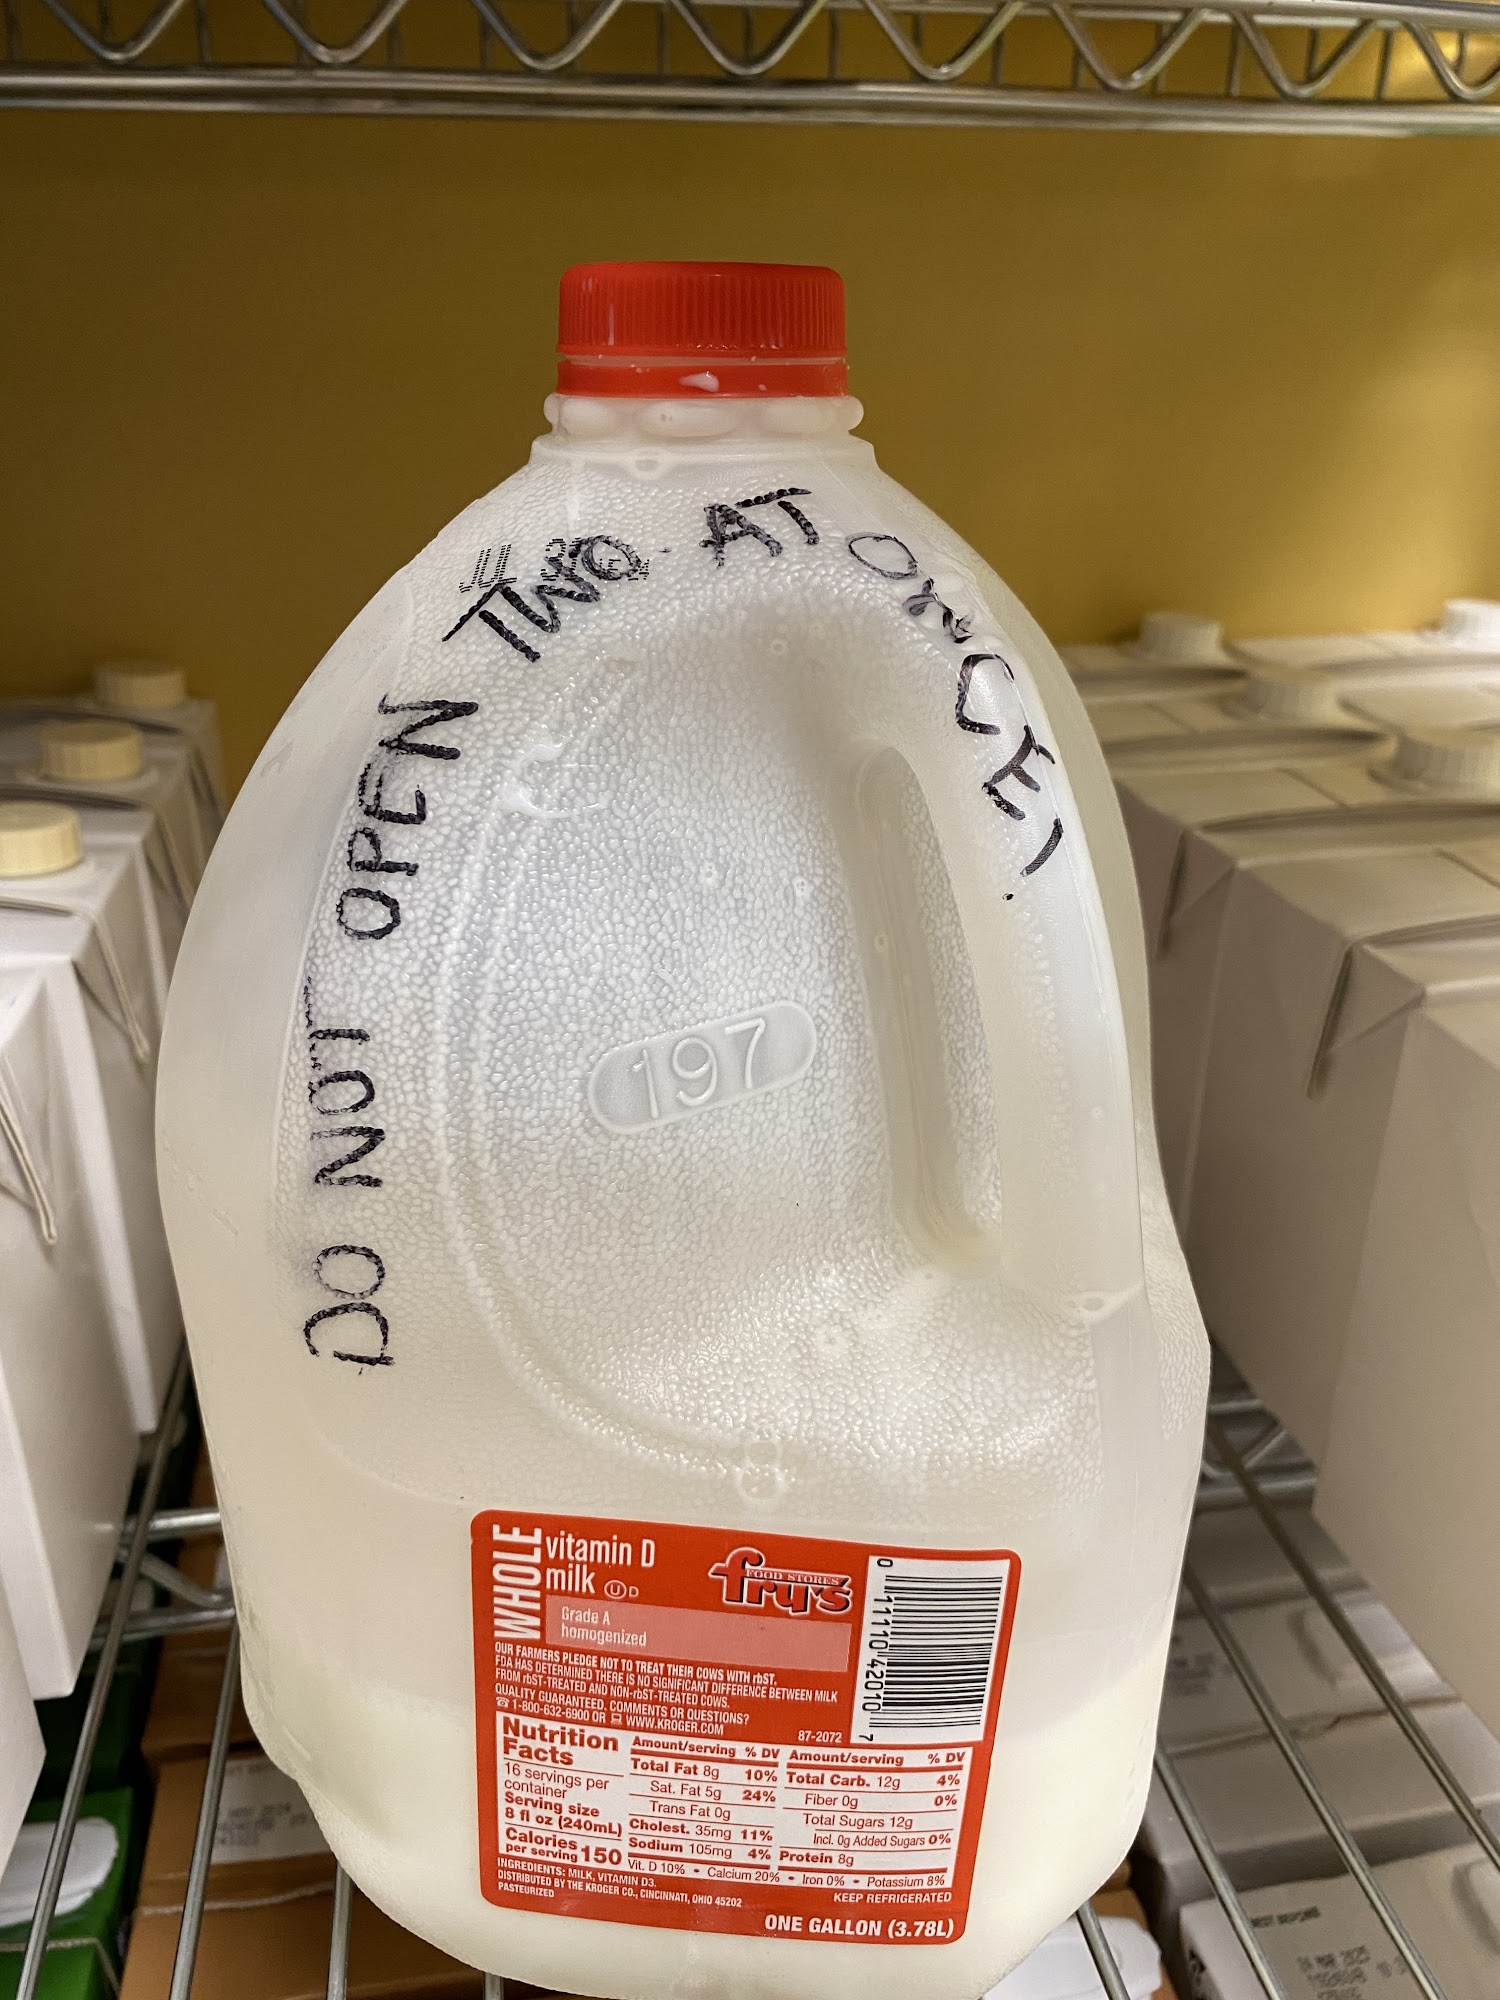 DO NOT OPEN TWO AT ONCE!
JUL
197
WHOLE
vitamin D
milk U D
fry's
FOOD STORES
Grade A
homogenized
OUR FARMERS PLEDGE NOT TO TREAT THEIR COWS WITH rbST.
FDA HAS DETERMINED THERE IS NO SIGNIFICANT DIFFERENCE BETWEEN MILK
FROM rbST-TREATED AND NON-rbST-TREATED COWS.
QUALITY GUARANTEED. COMMENTS OR QUESTIONS?
1-800-632-6900 OR WWW.KROGER.COM
87-2072
0 11110 42010 7
Nutrition
Facts
16 servings per
container
Serving size
8 fl oz (240mL)
Calories
per serving 150
Amount/serving % DV
Total Fat 8g 10%
Sat. Fat 5g 24%
Trans Fat 0g
Cholest. 35mg 11%
Sodium 105mg 4%
Amount/serving % DV
Total Carb. 12g 4%
Fiber 0g 0%
Total Sugars 12g
Incl. 0g Added Sugars 0%
Protein 8g
Vit. D 10% • Calcium 20% • Iron 0% • Potassium 8%
INGREDIENTS: MILK, VITAMIN D3.
DISTRIBUTED BY THE KROGER CO., CINCINNATI, OHIO 45202
PASTEURIZED
KEEP REFRIGERATED
ONE GALLON (3.78L)